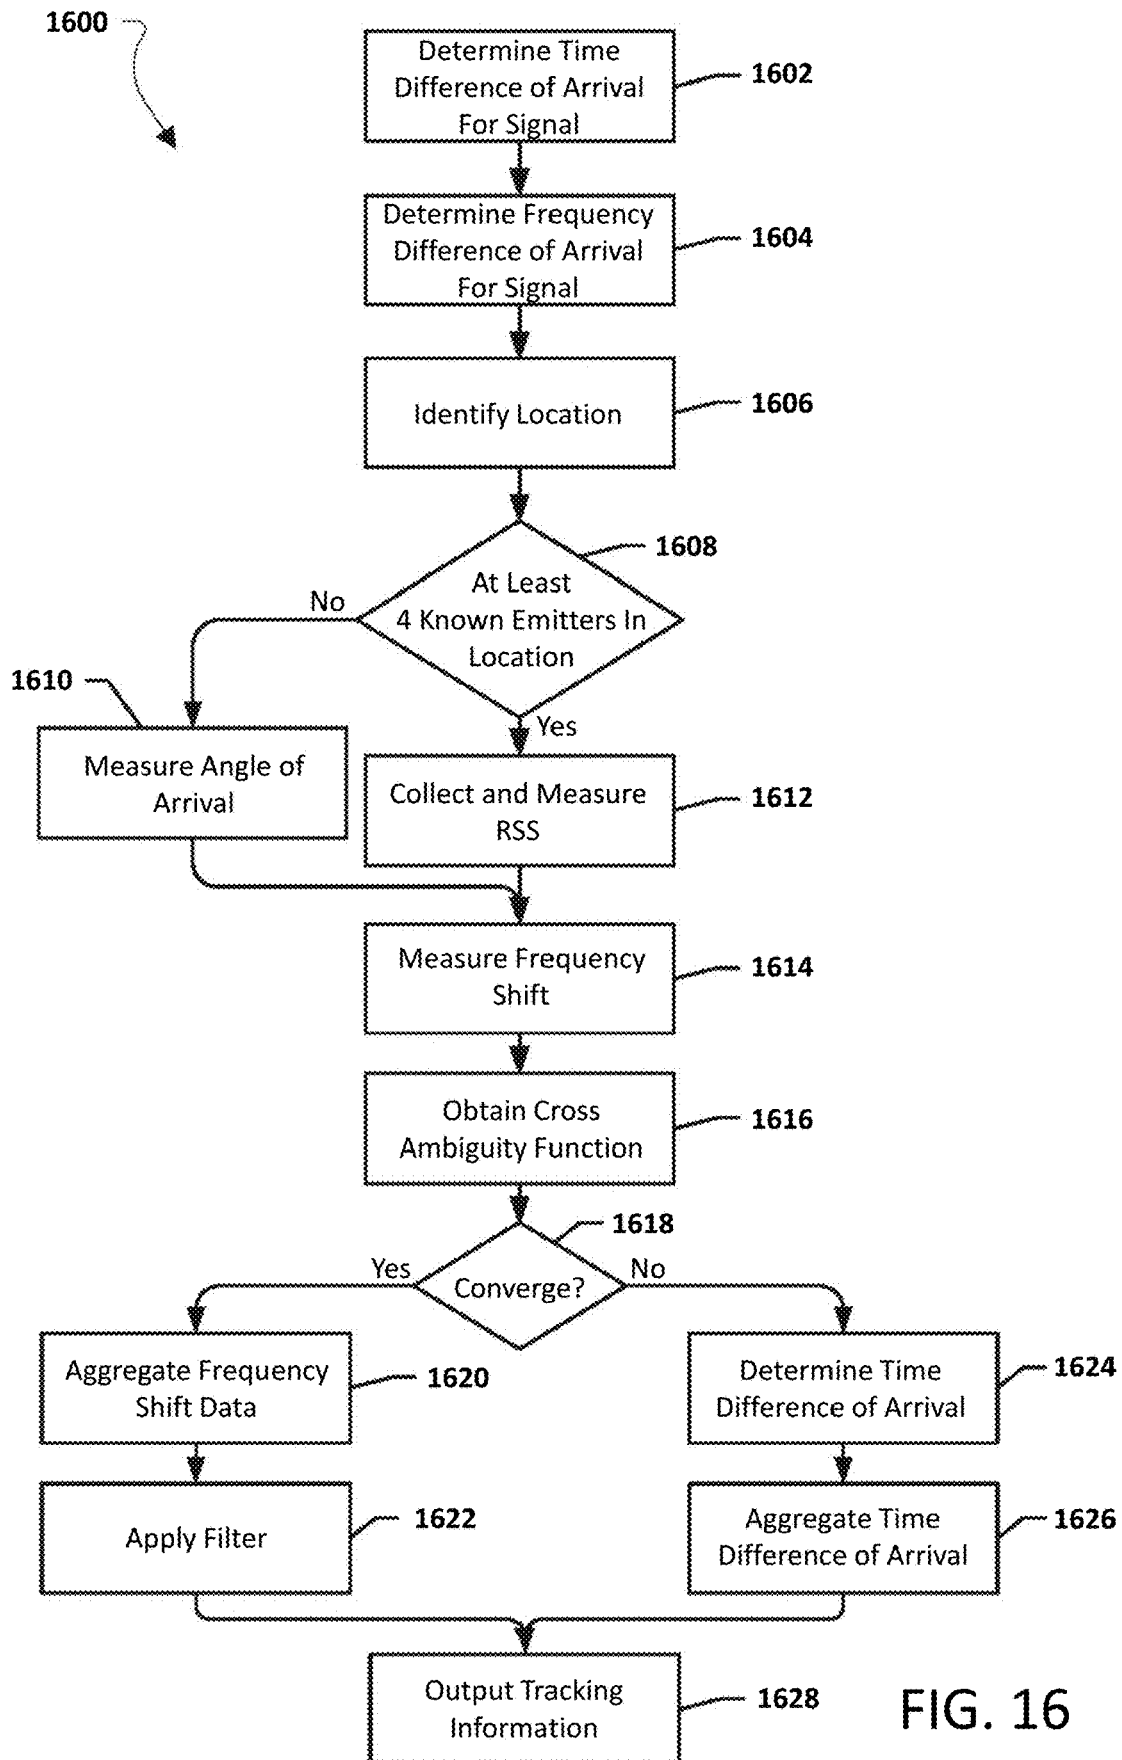 1600
Determine Time
Difference of Arrival
For Signal
1602
Determine Frequency
Difference of Arrival
For Signal
1604
Identify Location
1606
1608
At Least
4 Known Emitters In
Location
No
Yes
1610
Measure Angle of
Arrival
Collect and Measure
RSS
1612
Measure Frequency
Shift
1614
Obtain Cross
Ambiguity Function
1616
1618
Converge?
Yes
No
Aggregate Frequency
Shift Data
1620
Determine Time
Difference of Arrival
1624
Apply Filter
1622
Aggregate Time
Difference of Arrival
1626
Output Tracking
Information
1628
FIG. 16